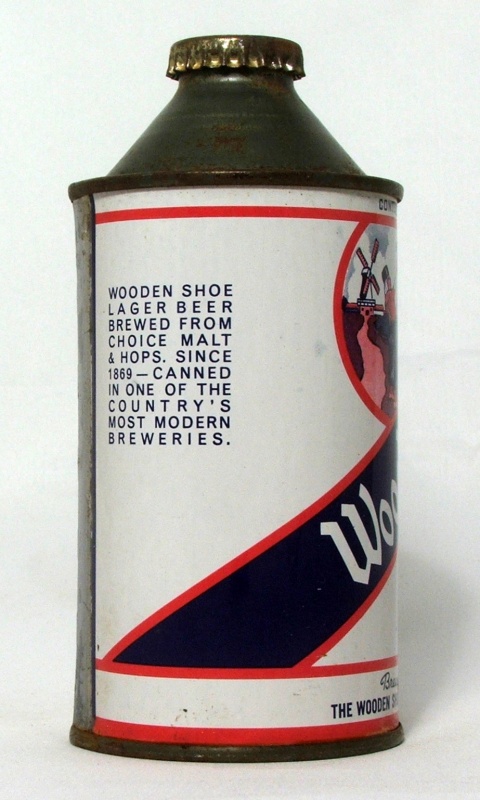 WOODEN SHOE
LAGER BEER
BREWED FROM
CHOICE MALT
& HOPS. SINCE
1869 — CANNED
IN ONE OF THE
COUNTRY'S
MOST MODERN
BREWERIES.
THE WOODEN